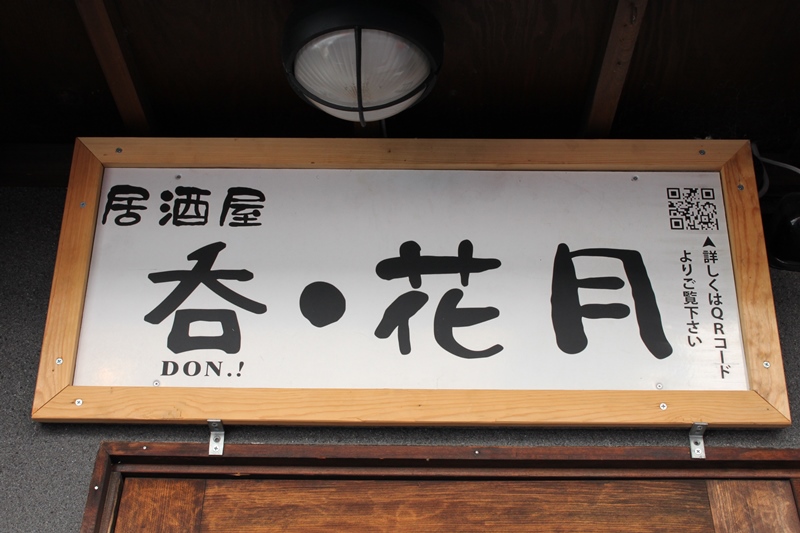 居酒屋
呑・花月
DON.!
▲詳しくはQRコード
よりご覧下さい